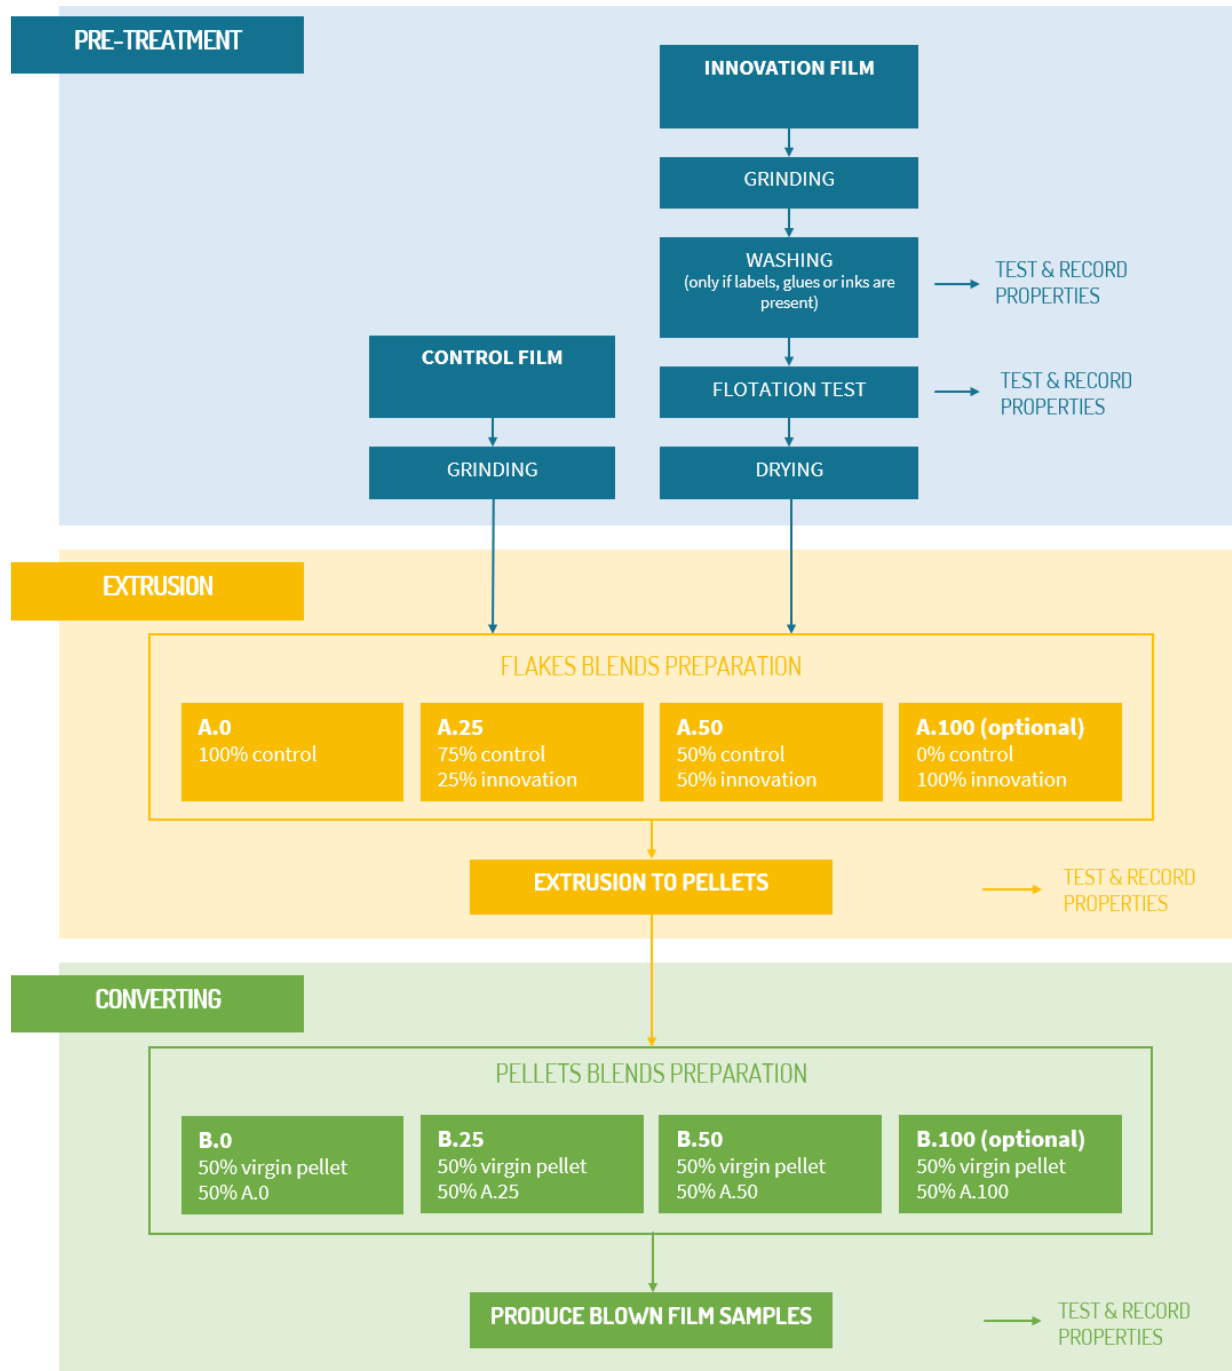 PRE-TREATMENT
INNOVATION FILM
GRINDING
WASHING
(only if labels, glues or inks are
present)
TEST & RECORD
PROPERTIES
CONTROL FILM
FLOTATION TEST
TEST & RECORD
PROPERTIES
GRINDING
DRYING
EXTRUSION
FLAKES BLENDS PREPARATION
A.0
100% control
A.25
75% control
25% innovation
A.50
50% control
50% innovation
A.100 (optional)
0% control
100% innovation
EXTRUSION TO PELLETS
TEST & RECORD
PROPERTIES
CONVERTING
PELLETS BLENDS PREPARATION
B.0
50% virgin pellet
50% A.0
B.25
50% virgin pellet
50% A.25
B.50
50% virgin pellet
50% A.50
B.100 (optional)
50% virgin pellet
50% A.100
PRODUCE BLOWN FILM SAMPLES
TEST & RECORD
PROPERTIES